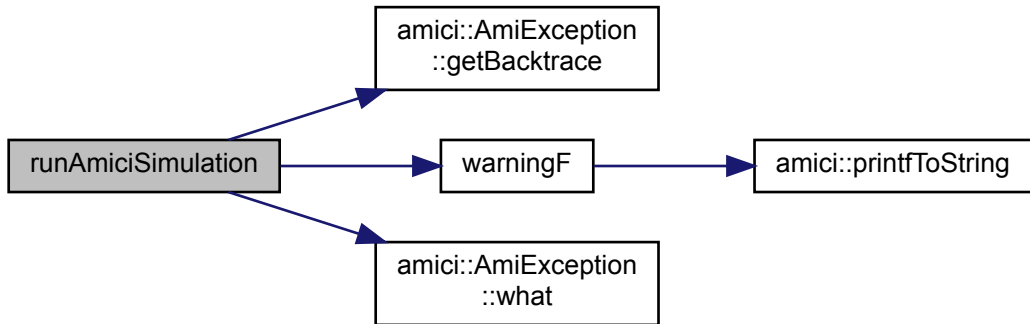 amici::AmiException
::getBacktrace
runAmiciSimulation
warningF
amici::printfToString
amici::AmiException
::what